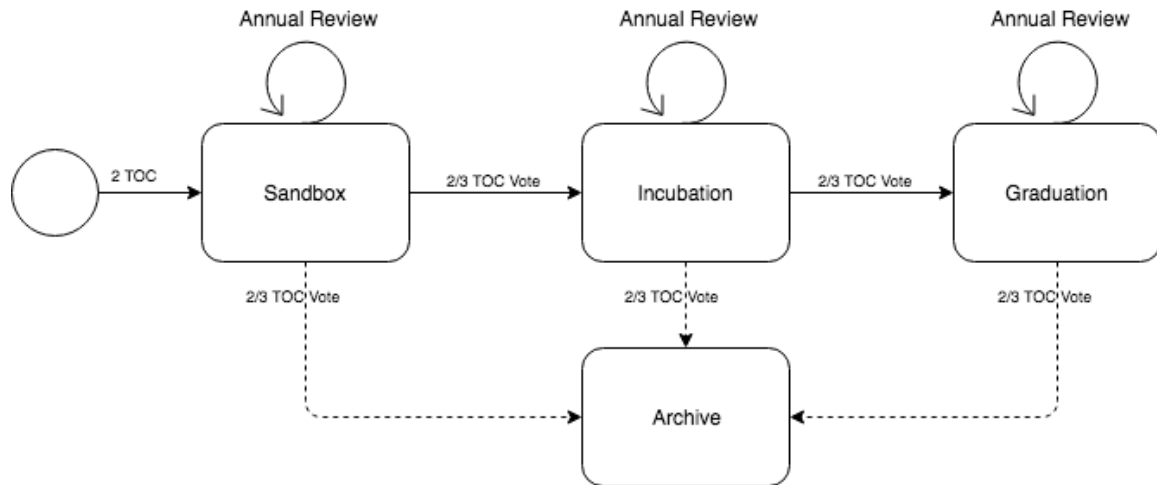 Annual Review
Annual Review
Annual Review
2 TOC
Sandbox
2/3 TOC Vote
Incubation
2/3 TOC Vote
Graduation
2/3 TOC Vote
2/3 TOC Vote
2/3 TOC Vote
Archive